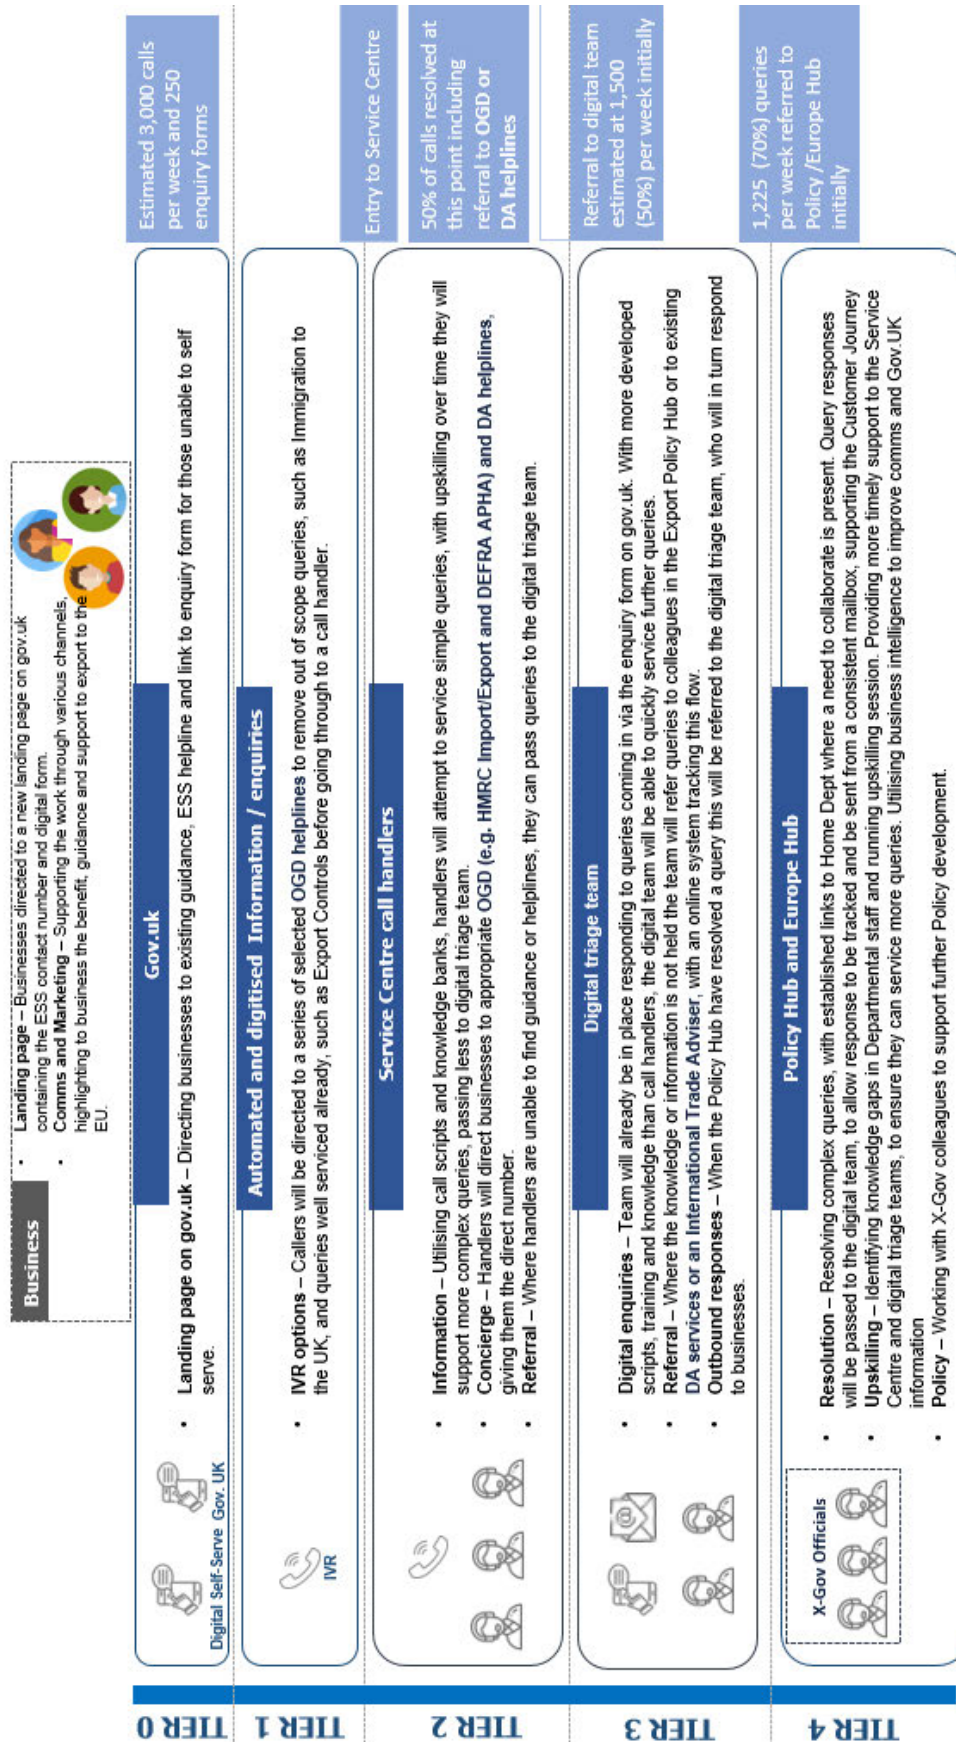 Business
• Landing page – Businesses directed to a new landing page on gov.uk
containing the ESS contact number and digital form.
• Comms and Marketing – Supporting the work through various channels,
highlighting to business the benefit, guidance and support to export to the
EU.
TIER 0
Digital Self-Serve Gov. UK
Gov.uk
• Landing page on gov.uk – Directing businesses to existing guidance, ESS helpline and link to enquiry form for those unable to self
serve.
Estimated 3,000 calls
per week and 250
enquiry forms
TIER 1
IVR
Automated and digitised Information / enquiries
• IVR options – Callers will be directed to a series of selected OGD helplines to remove out of scope queries, such as Immigration to
the UK, and queries well serviced already, such as Export Controls before going through to a call handler.
Entry to Service Centre
TIER 2
Service Centre call handlers
• Information – Utilising call scripts and knowledge banks, handlers will attempt to service simple queries, with upskilling over time they will
support more complex queries, passing less to digital triage team.
Concierge – Handlers will direct businesses to appropriate OGD (e.g. HMRC Import/Export and DEFRA APHA) and DA helplines,
giving them the direct number.
• Referral – Where handlers are unable to find guidance or helplines, they can pass queries to the digital triage team.
50% of calls resolved at
this point including
referral to OGD or
DA helplines
TIER 3
Digital triage team
• Digital enquiries – Team will already be in place responding to queries coming in via the enquiry form on gov.uk. With more developed
scripts, training and knowledge than call handlers, the digital team will be able to quickly service further queries.
• Referral – Where the knowledge or information is not held the team will refer queries to colleagues in the Export Policy Hub or to existing
DA services or an International Trade Adviser, with an online system tracking this flow.
• Outbound responses – When the Policy Hub have resolved a query this will be referred to the digital triage team, who will in turn respond
to businesses.
Referral to digital team
estimated at 1,500
(50%) per week initially
TIER 4
X-Gov Officials
Policy Hub and Europe Hub
• Resolution – Resolving complex queries, with established links to Home Dept where a need to collaborate is present. Query responses
will be passed to the digital team, to allow response to be tracked and be sent from a consistent mailbox, supporting the Customer Journey
• Upskilling – Identifying knowledge gaps in Departmental staff and running upskilling session. Providing more timely support to the Service
Centre and digital triage teams, to ensure they can service more queries. Utilising business intelligence to improve comms and Gov.UK
information
• Policy – Working with X-Gov colleagues to support further Policy development.
1,225 (70%) queries
per week referred to
Policy /Europe Hub
initially